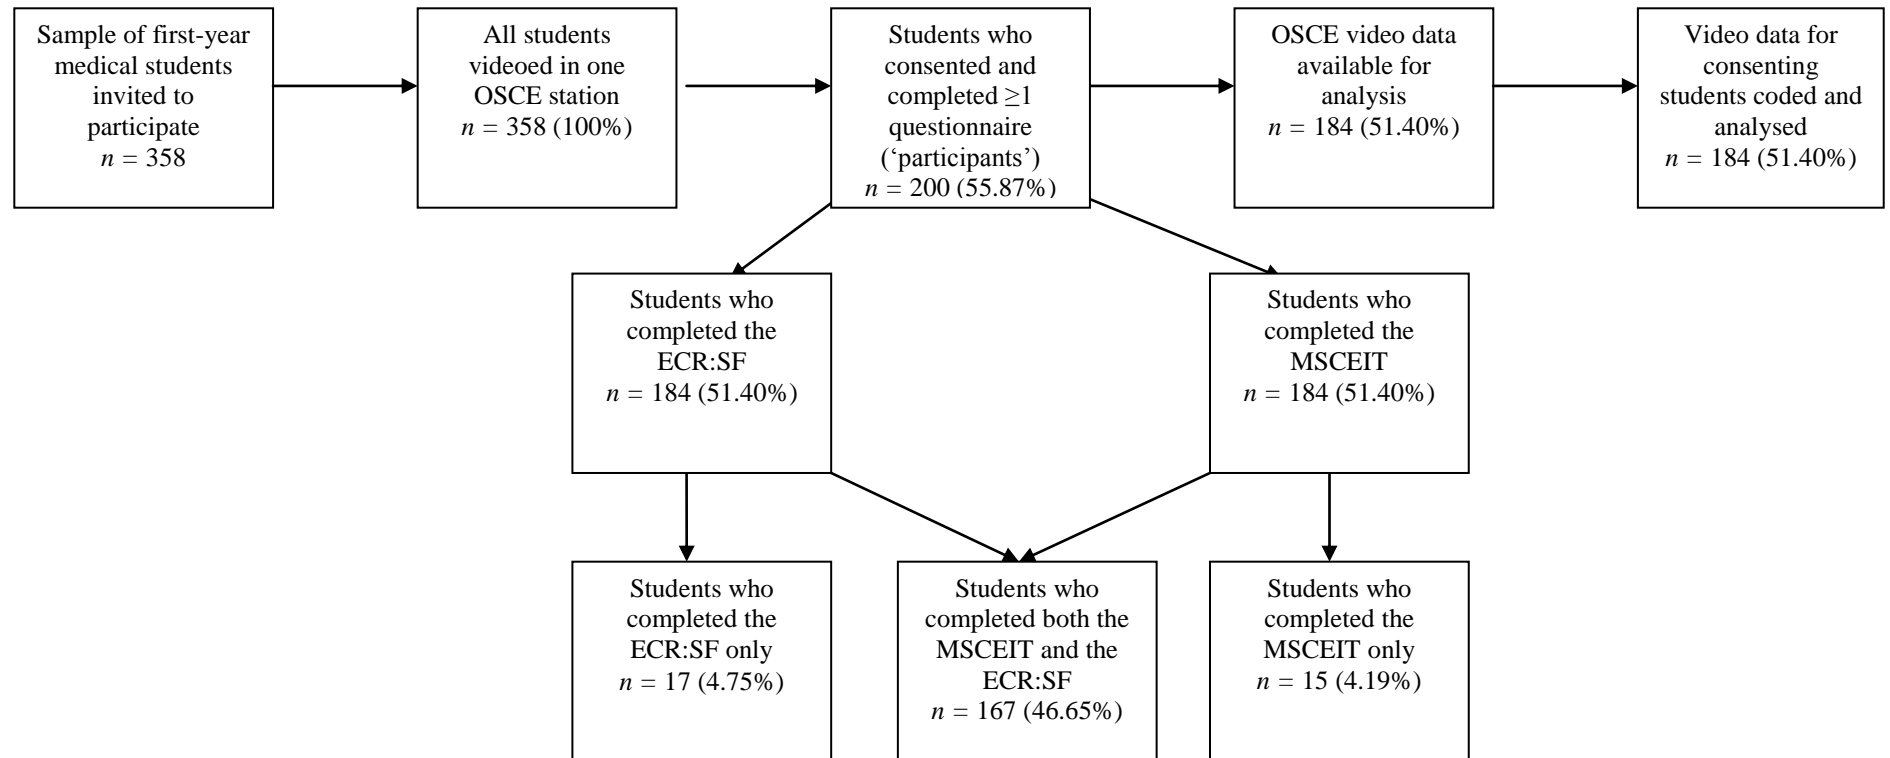 Sample of first-year
medical students
invited to
participate
n = 358
All students
videoed in one
OSCE station
n = 358 (100%)
Students who
consented and
completed ≥1
questionnaire
(‘participants’)
n = 200 (55.87%)
OSCE video data
available for
analysis
n = 184 (51.40%)
Video data for
consenting
students coded and
analysed
n = 184 (51.40%)
Students who
completed the
ECR:SF
n = 184 (51.40%)
Students who
completed the
MSCEIT
n = 184 (51.40%)
Students who
completed the
ECR:SF only
n = 17 (4.75%)
Students who
completed both the
MSCEIT and the
ECR:SF
n = 167 (46.65%)
Students who
completed the
MSCEIT only
n = 15 (4.19%)